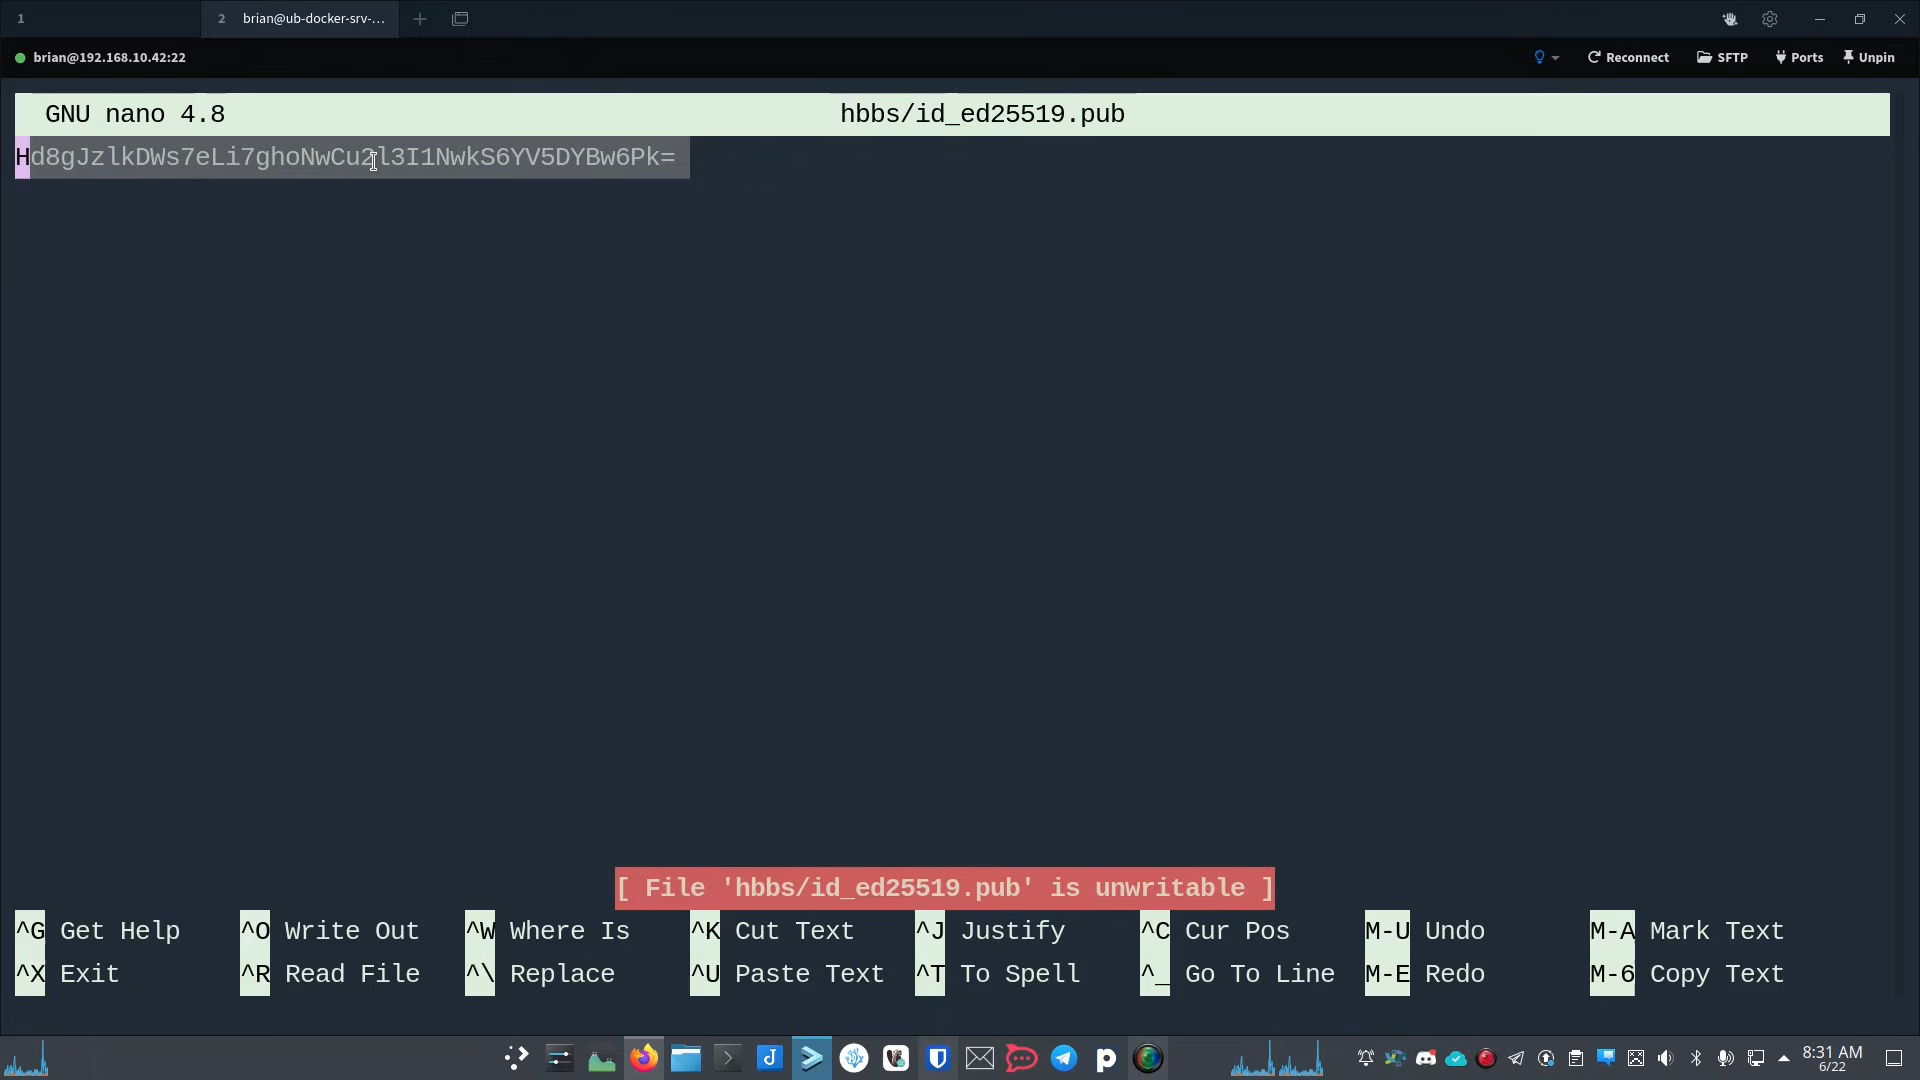 1
2 brian@ub-docker-srv-...
brian@192.168.10.42:22
Reconnect SFTP Ports Unpin
GNU nano 4.8 hbbs/id_ed25519.pub
Hd8gJzlkDWs7eLi7ghoNwCu2l3I1NwkS6YV5DYBw6Pk=
[ File 'hbbs/id_ed25519.pub' is unwritable ]
^G Get Help ^O Write Out ^W Where Is ^K Cut Text ^J Justify ^C Cur Pos M-U Undo M-A Mark Text
^X Exit ^R Read File ^\ Replace ^U Paste Text ^T To Spell ^_ Go To Line M-E Redo M-6 Copy Text
8:31 AM
6/22